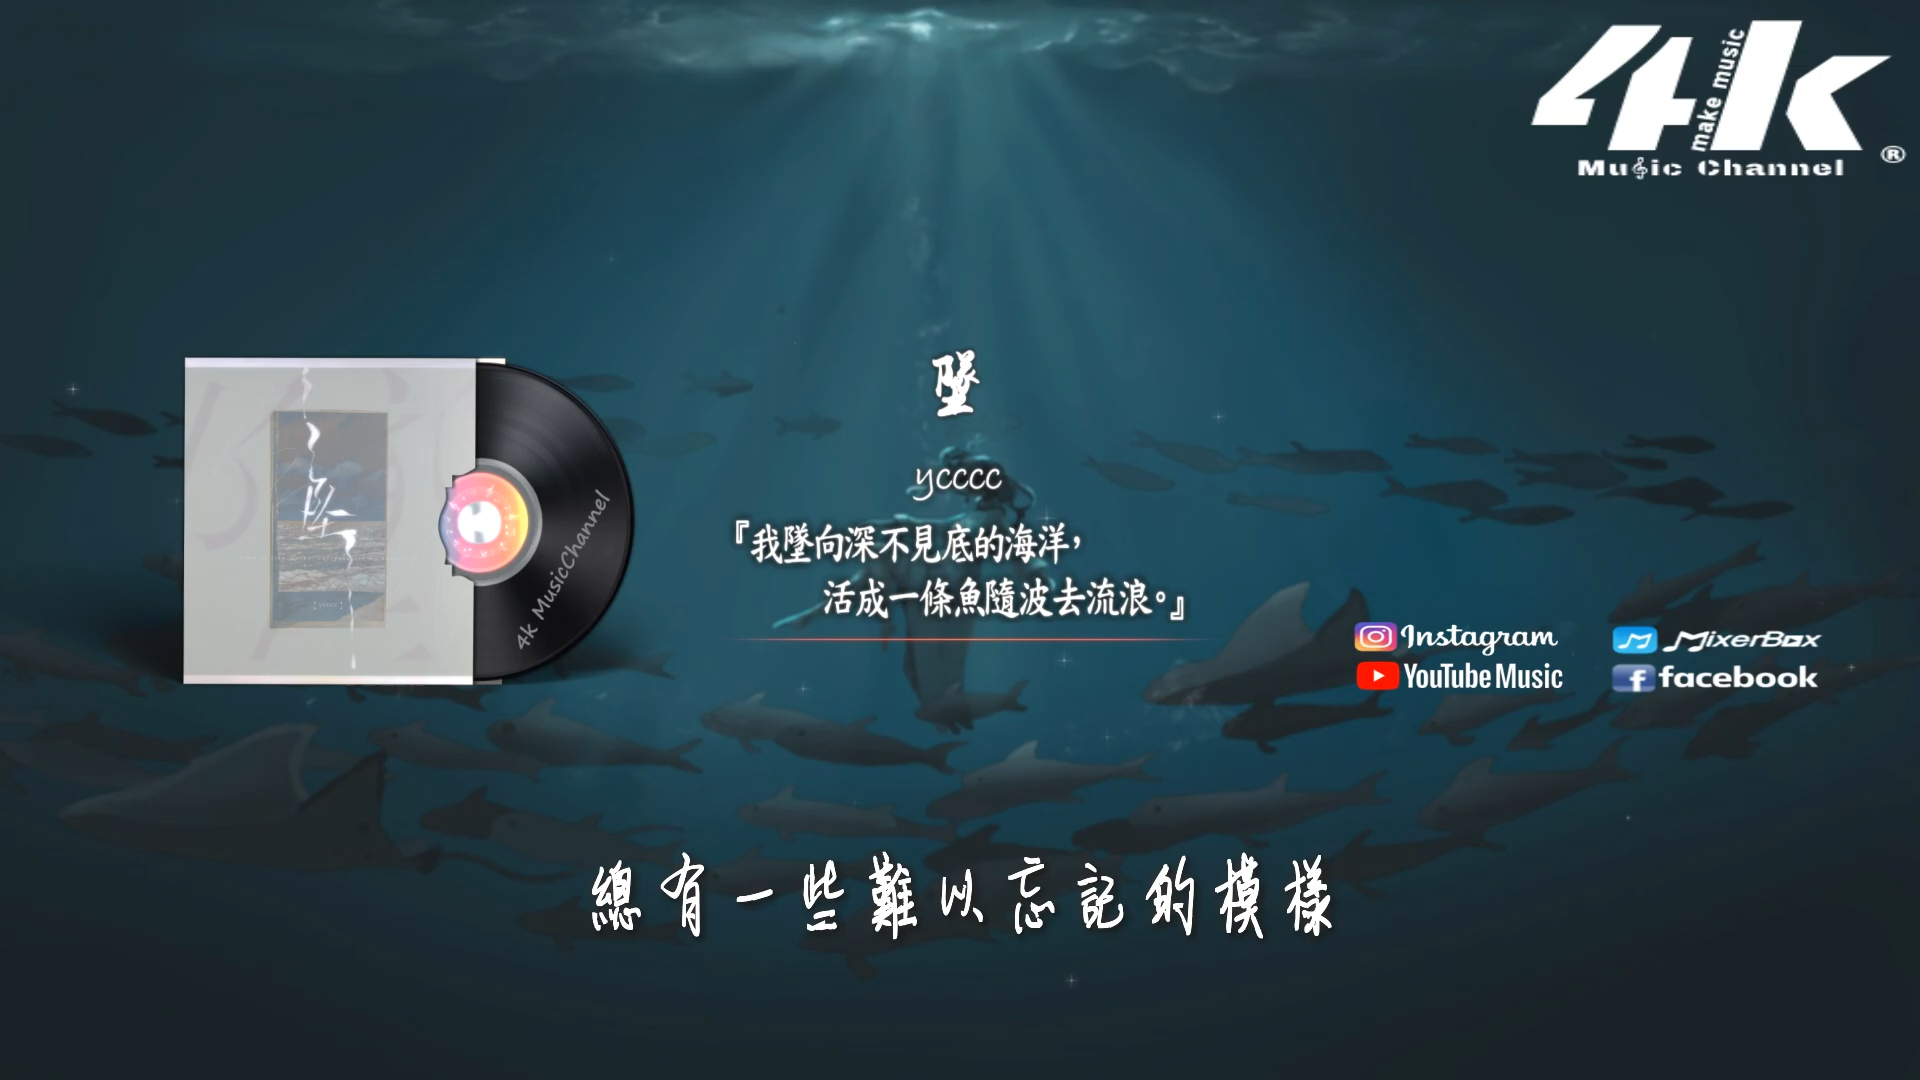 4k
make music
Music Channel
®
墜
ycccc
『我墜向深不見底的海洋，
活成一條魚隨波去流浪。』
墜
4k MusicChannel
Instagram
MixerBox
YouTube Music
facebook
總有一些難以忘記的模樣